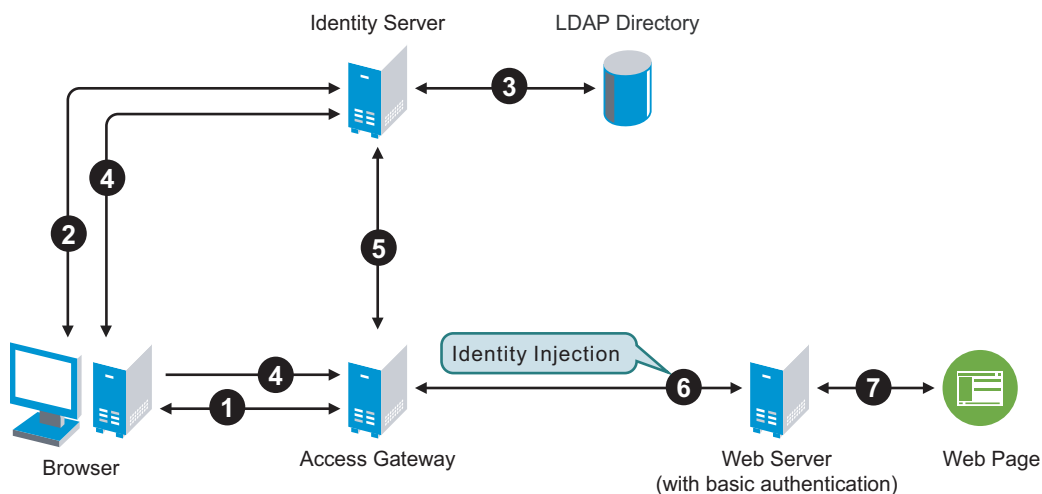 Identity Server
LDAP Directory
3
4
2
5
Identity Injection
4
1
6
7
Browser
Access Gateway
Web Server
(with basic authentication)
Web Page